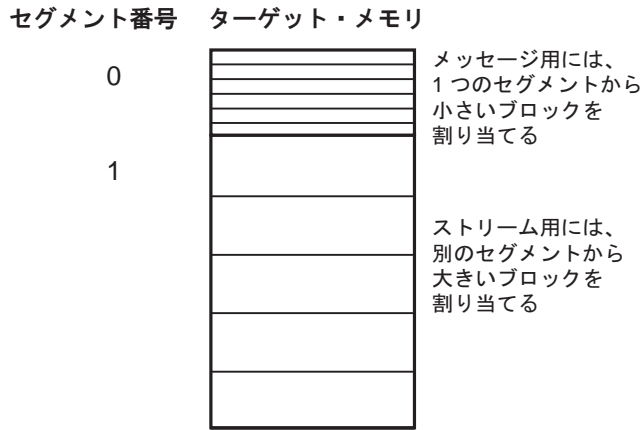 セグメント番号 ターゲット・メモリ
0
メッセージ用には、
1 つのセグメントから
小さいブロックを
割り当てる
1
ストリーム用には、
別のセグメントから
大きいブロックを
割り当てる